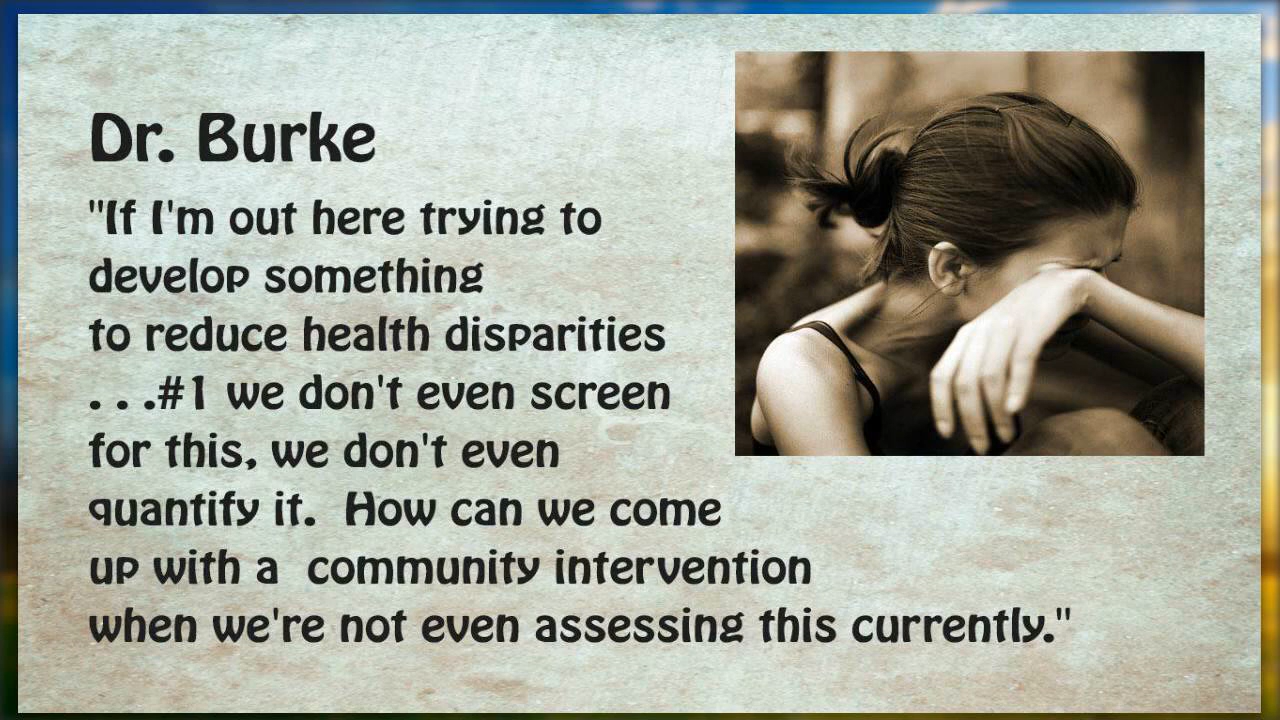 Dr. Burke
"If I'm out here trying to
develop something
to reduce health disparities
. . .#1 we don't even screen
for this, we don't even
quantify it.  How can we come
up with a  community intervention
when we're not even assessing this currently."